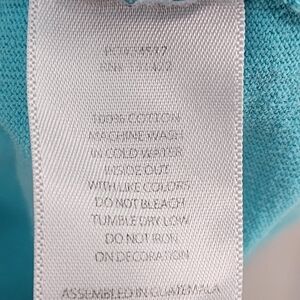 100% COTTON
MACHINE WASH
IN COLD WATER
INSIDE OUT
WITH LIKE COLORS
DO NOT BLEACH
TUMBLE DRY LOW
DO NOT IRON
ON DECORATION
ASSEMBLED IN GUATEMALA